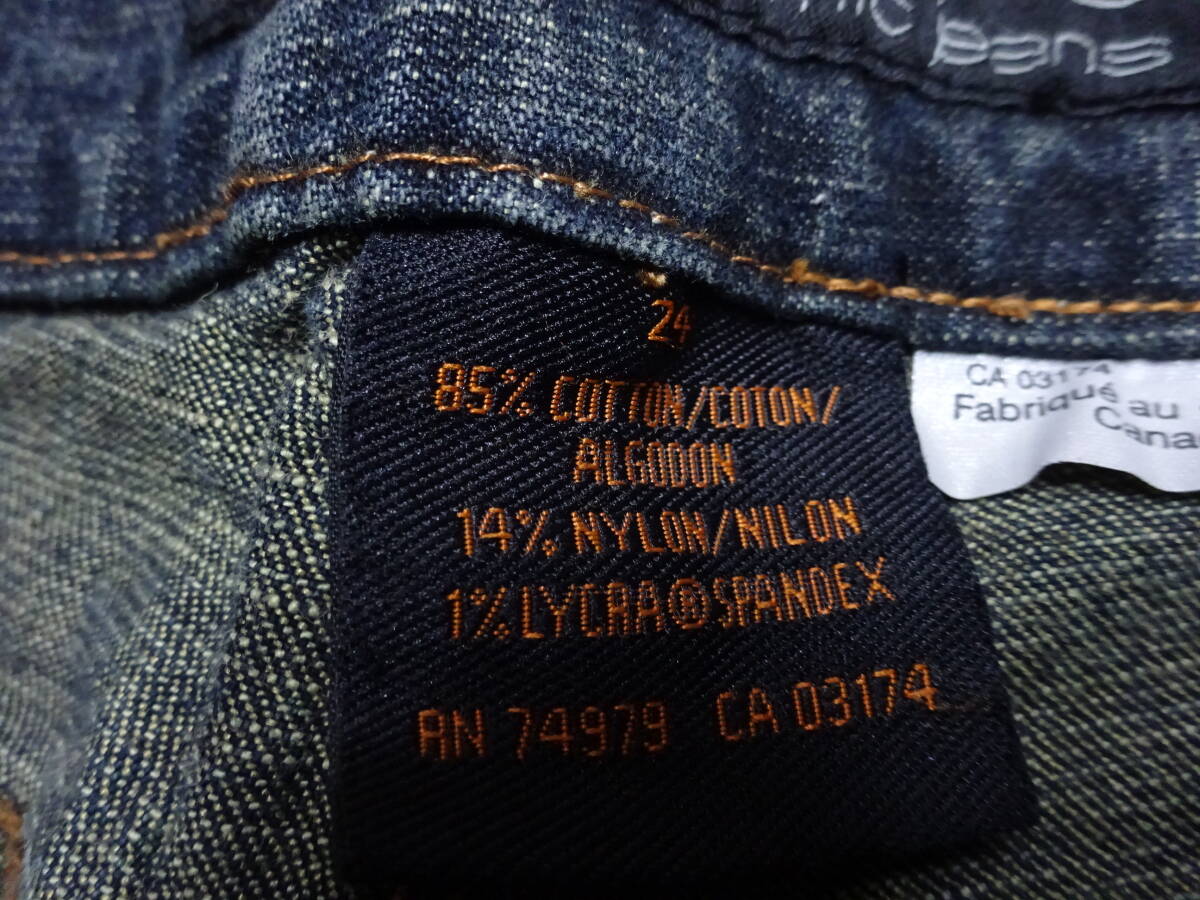 Jeans
24
85% COTTON/COTON/
ALGODON
14% NYLON/NILON
1% LYCRA® SPANDEX
RN 74979 CA 03174
CA 03174
Fabriqué au